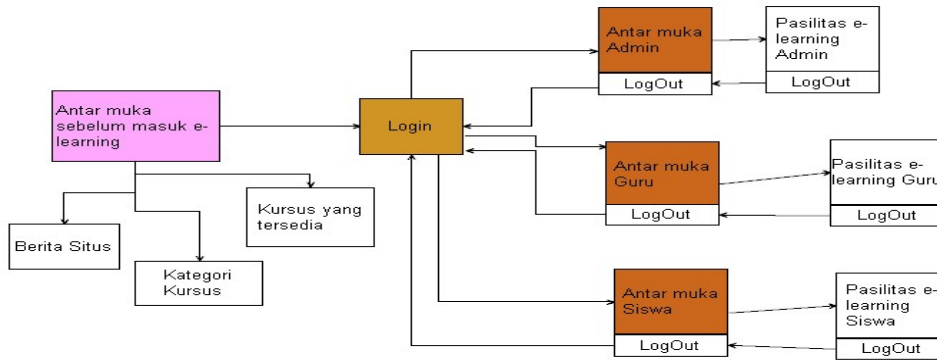 Antar muka
sebelum masuk e-
learning
Berita Situs
Kategori
Kursus
Kursus yang
tersedia
Login
Antar muka
Admin
LogOut
Pasilitas e-
learning
Admin
LogOut
Antar muka
Guru
LogOut
Pasilitas e-
learning Guru
LogOut
Antar muka
Siswa
LogOut
Pasilitas e-
learning
Siswa
LogOut